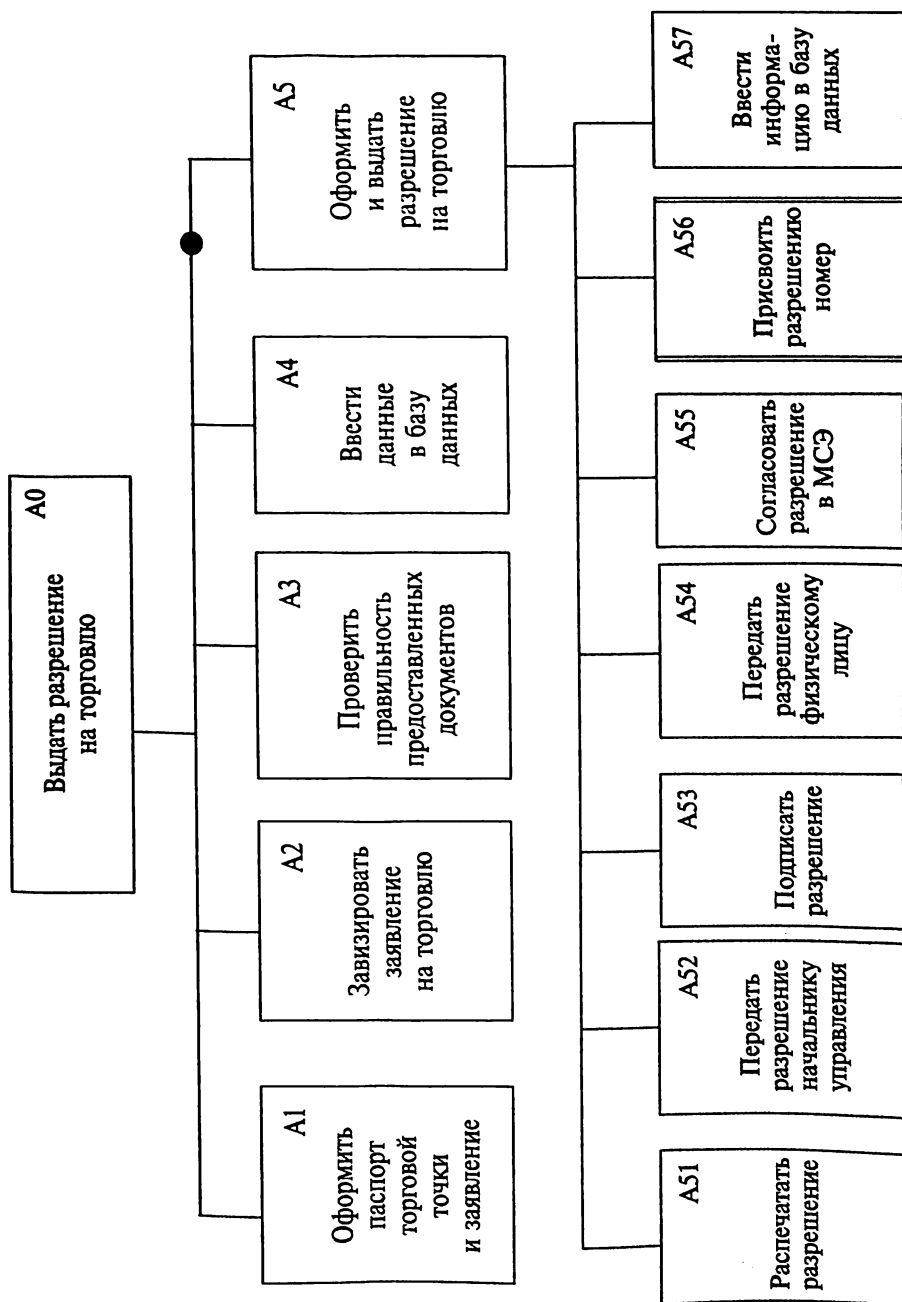 A0
Выдать разрешение
на торговлю
A1
Оформить
паспорт
торговой
точки
и заявление
A2
Завизировать
заявление
на торговлю
A3
Проверить
правильность
предоставленных
документов
A4
Ввести
данные
в базу
данных
A5
Оформить
и выдать
разрешение
на торговлю
A51
Распечатать
разрешение
A52
Передать
разрешение
начальнику
управления
A53
Подписать
разрешение
A54
Передать
разрешение
физическому
лицу
A55
Согласовать
разрешение
в МСЭ
A56
Присвоить
разрешению
номер
A57
Ввести
информа-
цию в базу
данных